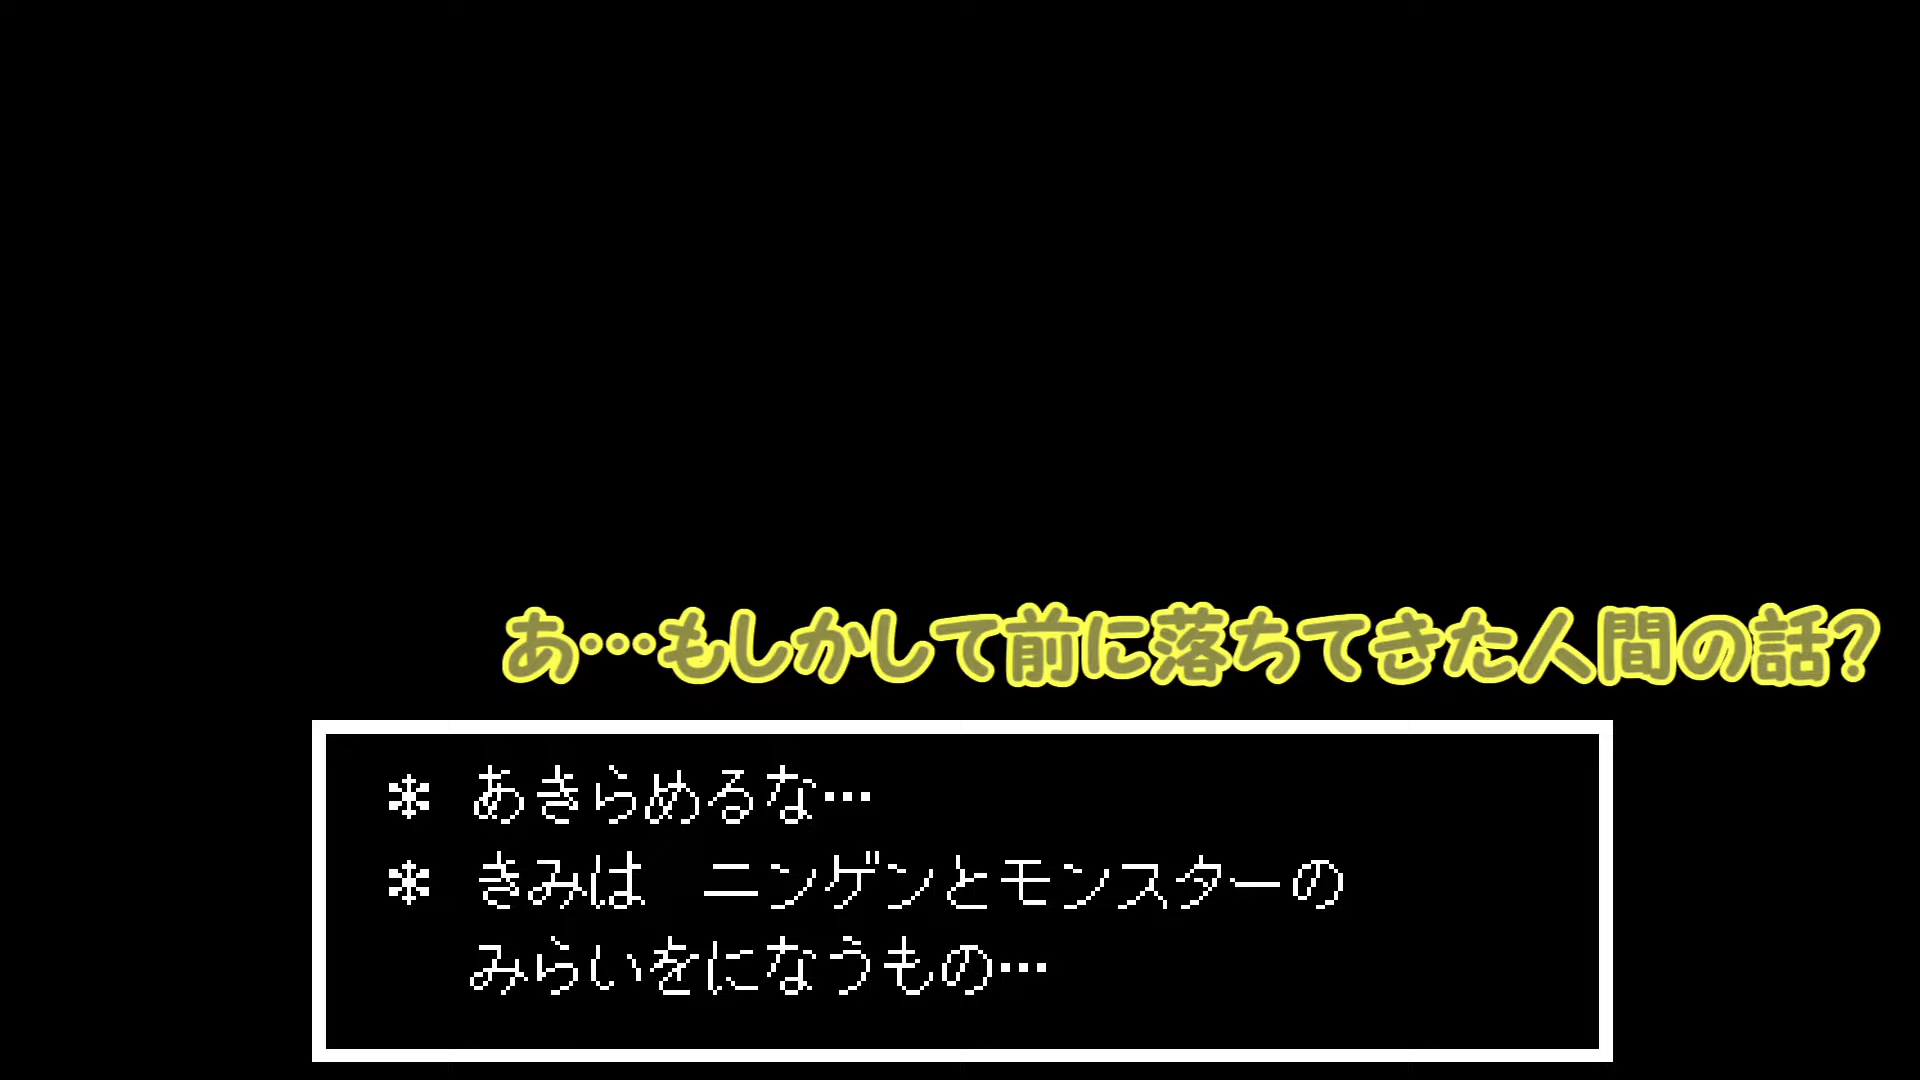 あ…もしかして前に落ちてきた人間の話?
* あきらめるな…
* きみは　ニンゲンとモンスターの
みらいをになうもの…